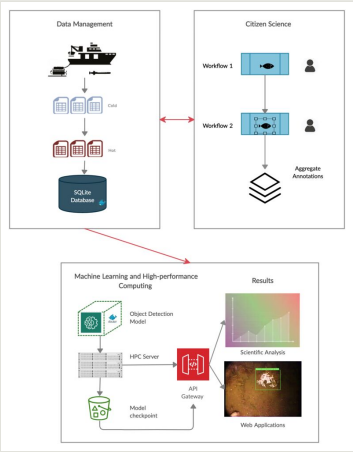 Data Management
Cold
Hot
SQLite
Database
Citizen Science
Workflow 1
Workflow 2
Aggregate
Annotations
Machine Learning and High-performance
Computing
Object Detection
Model
HPC Server
Model
checkpoint
API
Gateway
Results
Scientific Analysis
Web Applications